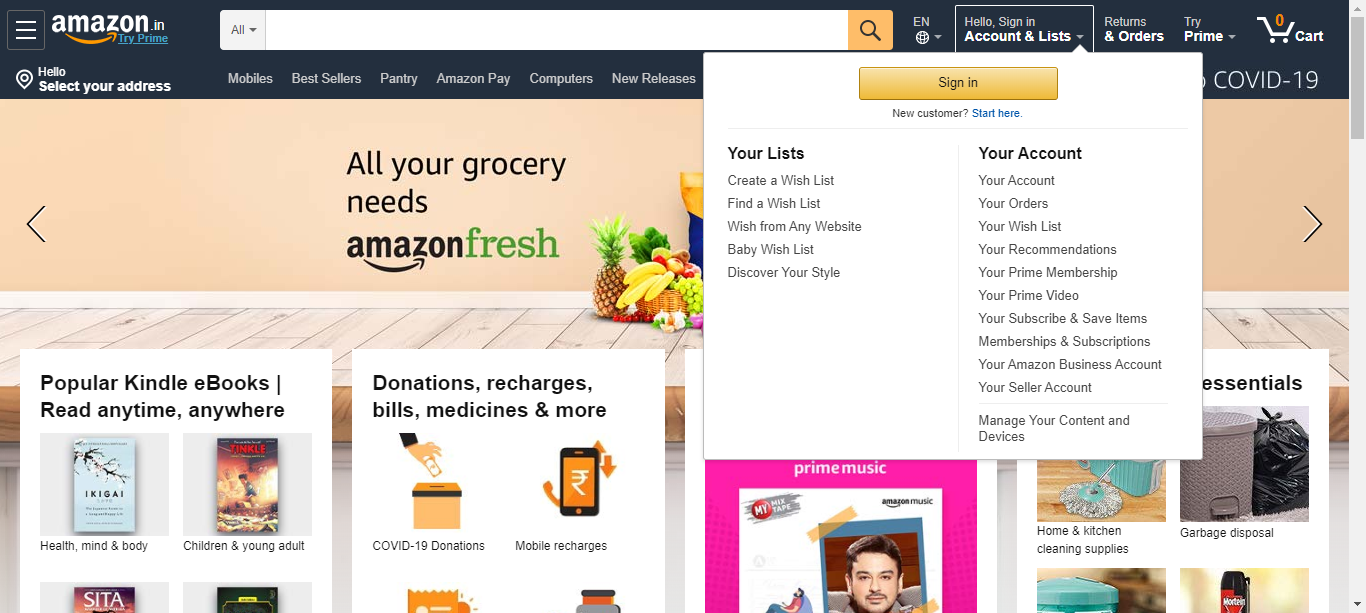 amazon.in
Try Prime
All
EN
Hello, Sign in
Account & Lists
Returns
& Orders
Try
Prime
0
Cart
Hello
Select your address
Mobiles
Best Sellers
Pantry
Amazon Pay
Computers
New Releases
COVID-19
Sign in
New customer? Start here.
Your Lists
Create a Wish List
Find a Wish List
Wish from Any Website
Baby Wish List
Discover Your Style
Your Account
Your Account
Your Orders
Your Wish List
Your Recommendations
Your Prime Membership
Your Prime Video
Your Subscribe & Save Items
Memberships & Subscriptions
Your Amazon Business Account
Your Seller Account
Manage Your Content and
Devices
All your grocery
needs
amazonfresh
Popular Kindle eBooks |
Read anytime, anywhere
IKIGAI
TINKLE
Health, mind & body
Children & young adult
SITA
Donations, recharges,
bills, medicines & more
₹
COVID-19 Donations
Mobile recharges
prime music
MY MIX
TAPE
amazon music
essentials
Home & kitchen
cleaning supplies
Garbage disposal
Mortein